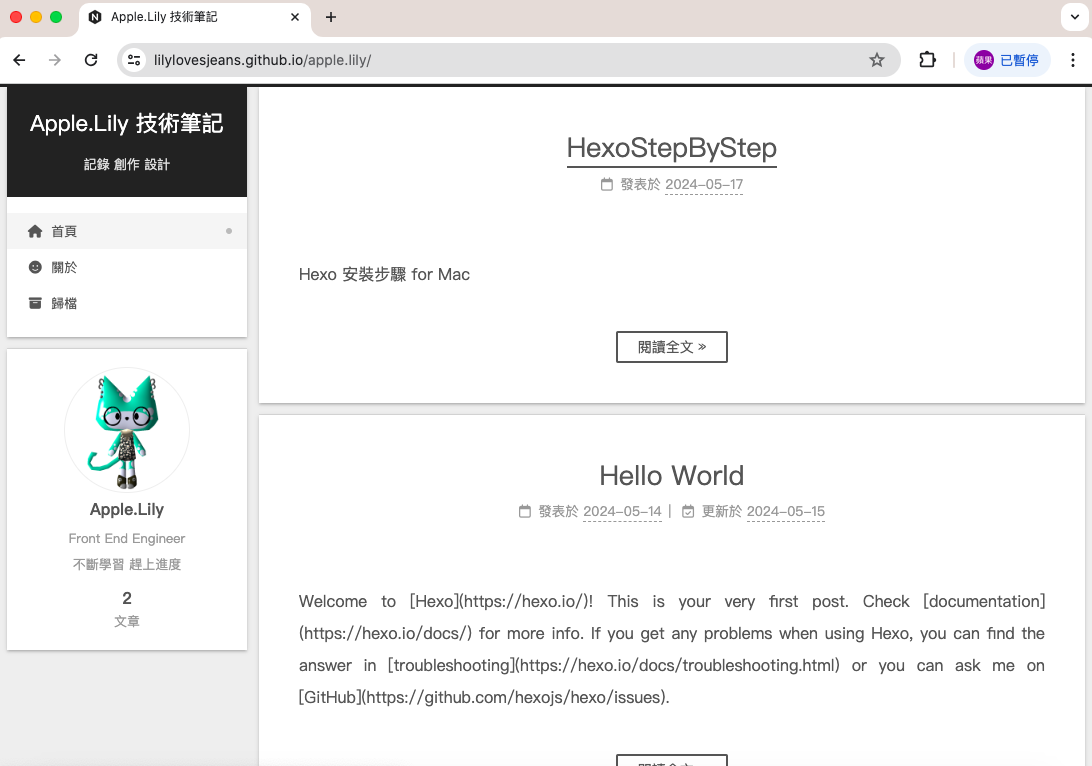 Apple.Lily 技術筆記
lilylovesjeans.github.io/apple.lily/
蘋果 已暫停
Apple.Lily 技術筆記
記錄 創作 設計
首頁
關於
歸檔
Apple.Lily
Front End Engineer
不斷學習 趕上進度
2
文章
HexoStepByStep
發表於 2024-05-17
Hexo 安裝步驟 for Mac
閱讀全文 »
Hello World
發表於 2024-05-14 | 更新於 2024-05-15
Welcome to [Hexo](https://hexo.io/)! This is your very first post. Check [documentation]
(https://hexo.io/docs/) for more info. If you get any problems when using Hexo, you can find the
answer in [troubleshooting](https://hexo.io/docs/troubleshooting.html) or you can ask me on
[GitHub](https://github.com/hexojs/hexo/issues).